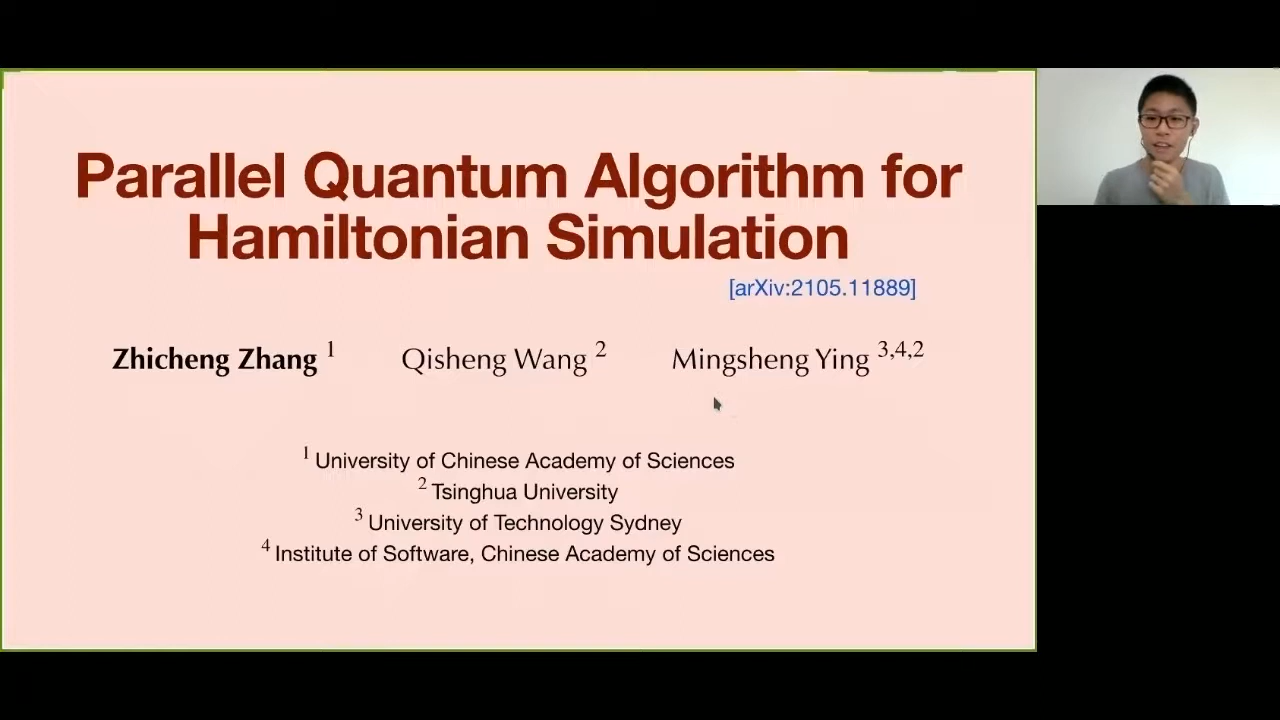 Parallel Quantum Algorithm for
Hamiltonian Simulation
[arXiv:2105.11889]
Zhicheng Zhang 1 Qisheng Wang 2 Mingsheng Ying 3,4,2
1 University of Chinese Academy of Sciences
2 Tsinghua University
3 University of Technology Sydney
4 Institute of Software, Chinese Academy of Sciences